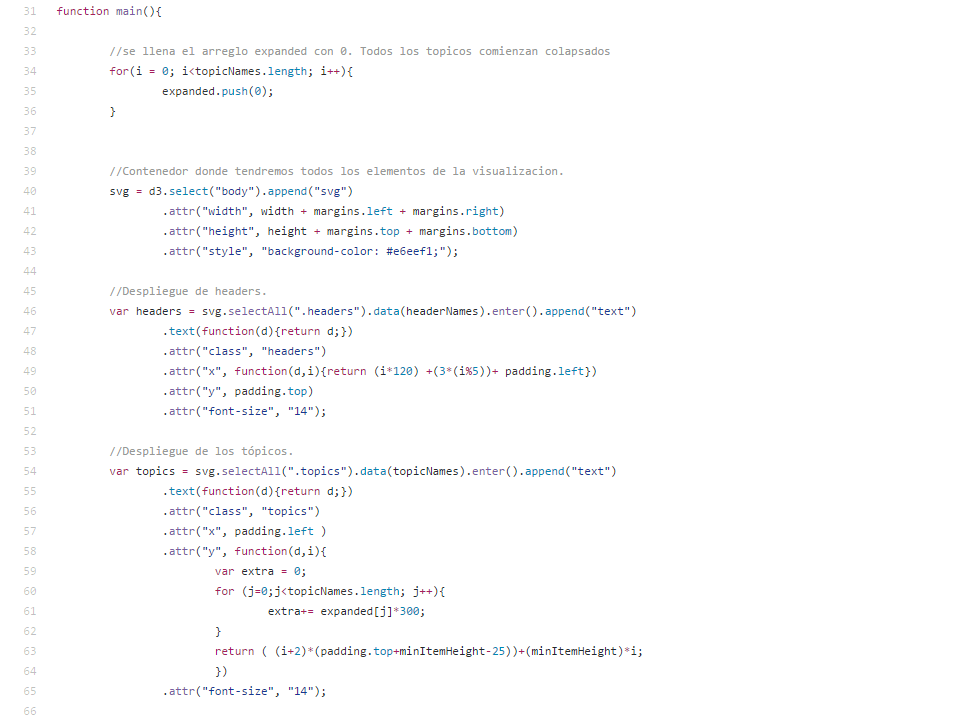 31 function main(){
32
33 //se llena el arreglo expanded con 0. Todos los topicos comienzan colapsados
34 for(i = 0; i<topicNames.length; i++){
35 expanded.push(0);
36 }
37
38
39 //Contenedor donde tendremos todos los elementos de la visualizacion.
40 svg = d3.select("body").append("svg")
41 .attr("width", width + margins.left + margins.right)
42 .attr("height", height + margins.top + margins.bottom)
43 .attr("style", "background-color: #e6eef1;");
44
45 //Despliegue de headers.
46 var headers = svg.selectAll(".headers").data(headerNames).enter().append("text")
47 .text(function(d){return d;})
48 .attr("class", "headers")
49 .attr("x", function(d,i){return (i*120) +(3*(i%5))+ padding.left})
50 .attr("y", padding.top)
51 .attr("font-size", "14");
52
53 //Despliegue de los tópicos.
54 var topics = svg.selectAll(".topics").data(topicNames).enter().append("text")
55 .text(function(d){return d;})
56 .attr("class", "topics")
57 .attr("x", padding.left )
58 .attr("y", function(d,i){
59 var extra = 0;
60 for (j=0;j<topicNames.length; j++){
61 extra+= expanded[j]*300;
62 }
63 return ( (i+2)*(padding.top+minItemHeight-25))+(minItemHeight)*i;
64 })
65 .attr("font-size", "14");
66